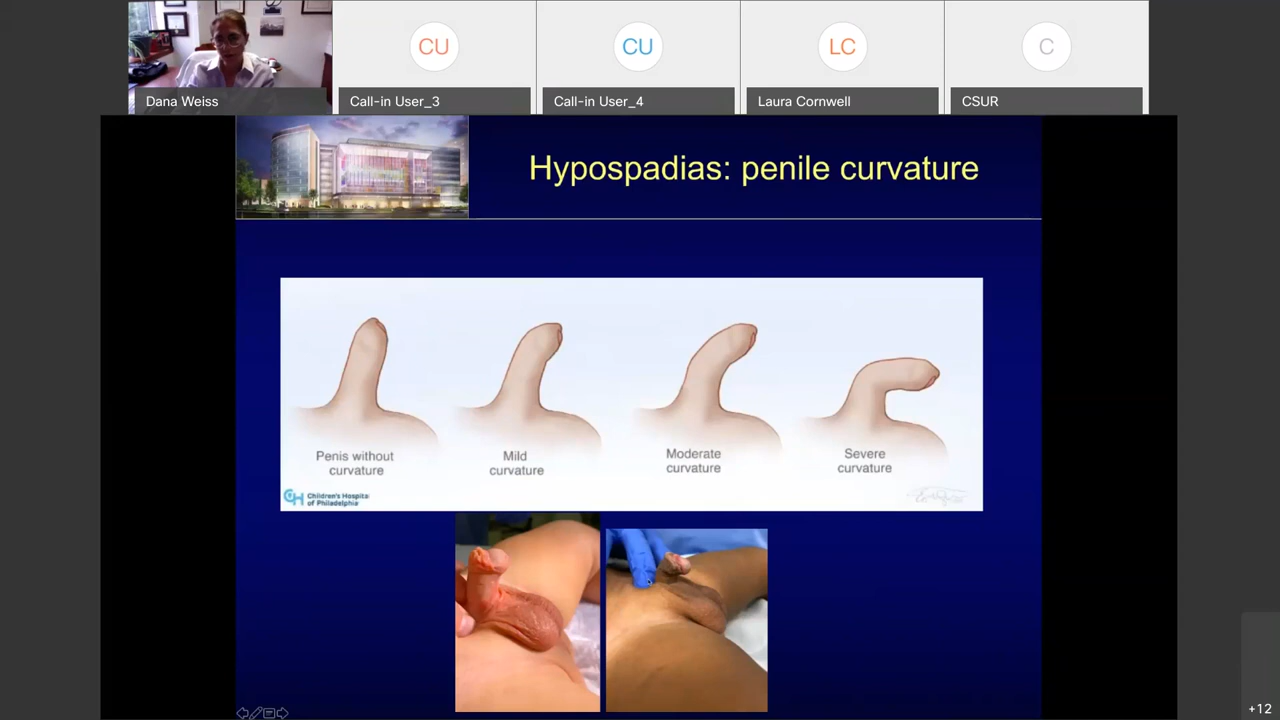 CU
CU
LC
C
Dana Weiss
Call-in User_3
Call-in User_4
Laura Cornwell
CSUR
Hypospadias: penile curvature
Penis without
curvature
Mild
curvature
Moderate
curvature
Severe
curvature
CH Children's Hospital
of Philadelphia
+12